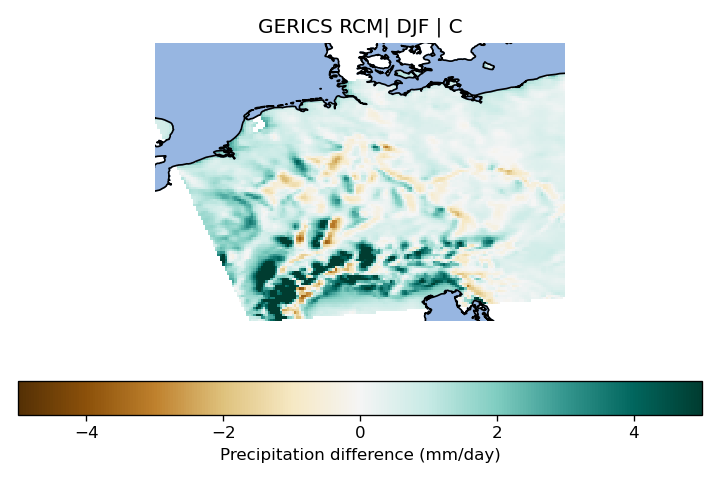 GERICS RCM| DJF | C
−4 −2 0 2 4
Precipitation difference (mm/day)